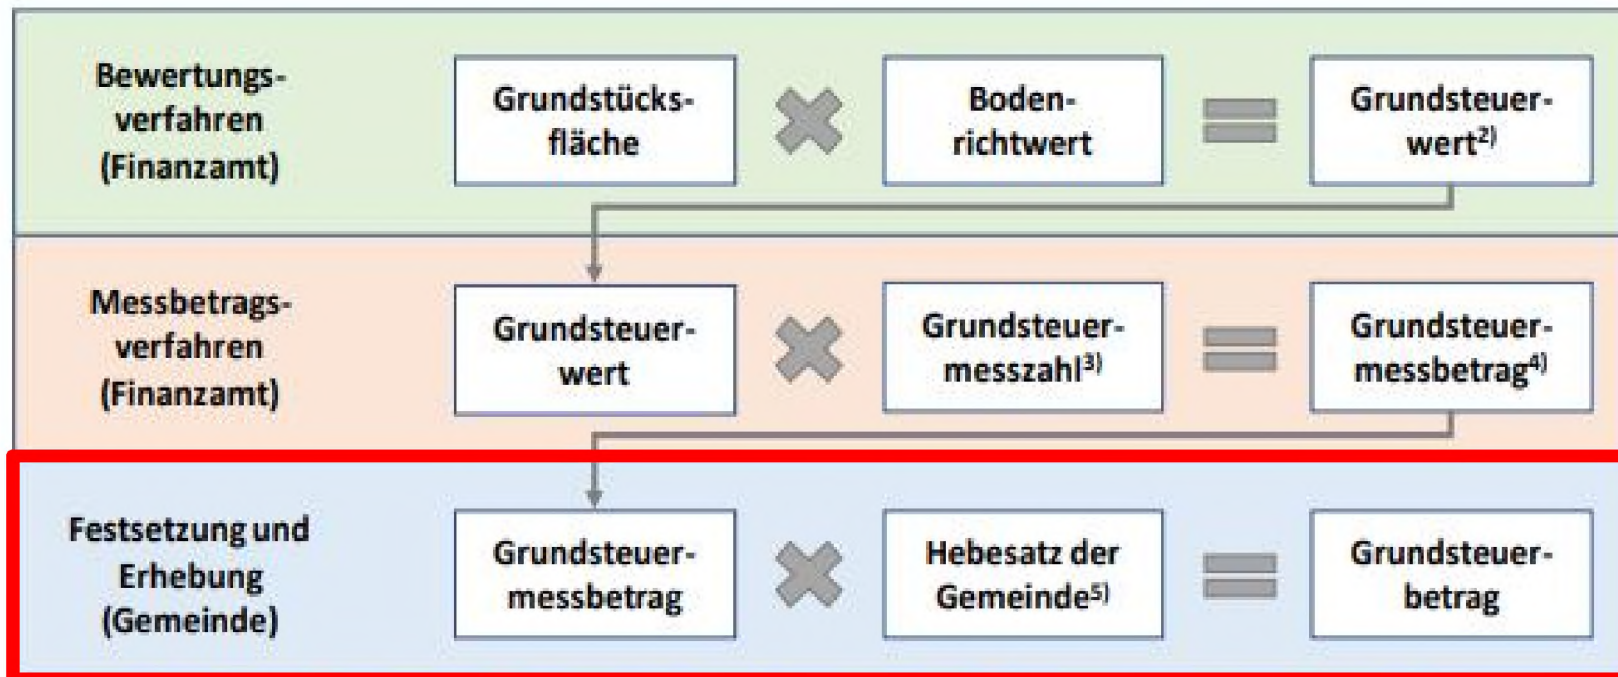 Bewertungs-
verfahren
(Finanzamt)
Grundstücks-
fläche
Boden-
richtwert
Grundsteuer-
wert²⁾
Messbetrags-
verfahren
(Finanzamt)
Grundsteuer-
wert
Grundsteuer-
messzahl³⁾
Grundsteuer-
messbetrag⁴⁾
Festsetzung und
Erhebung
(Gemeinde)
Grundsteuer-
messbetrag
Hebesatz der
Gemeinde⁵⁾
Grundsteuer-
betrag